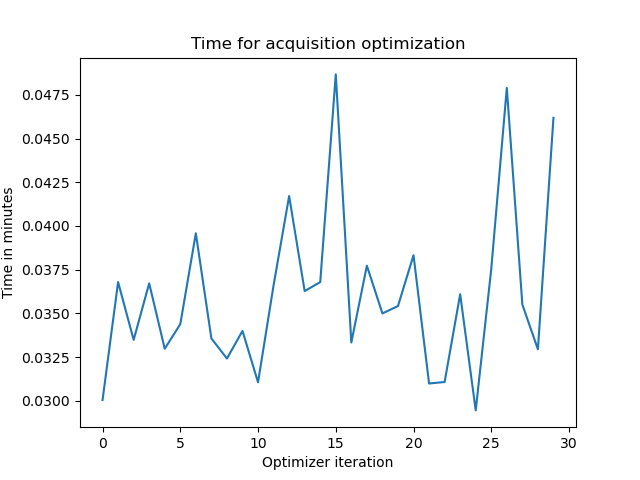 Time for acquisition optimization
0.0475
0.0450
0.0425
0.0400
0.0375
0.0350
0.0325
0.0300
Time in minutes
0 5 10 15 20 25 30
Optimizer iteration